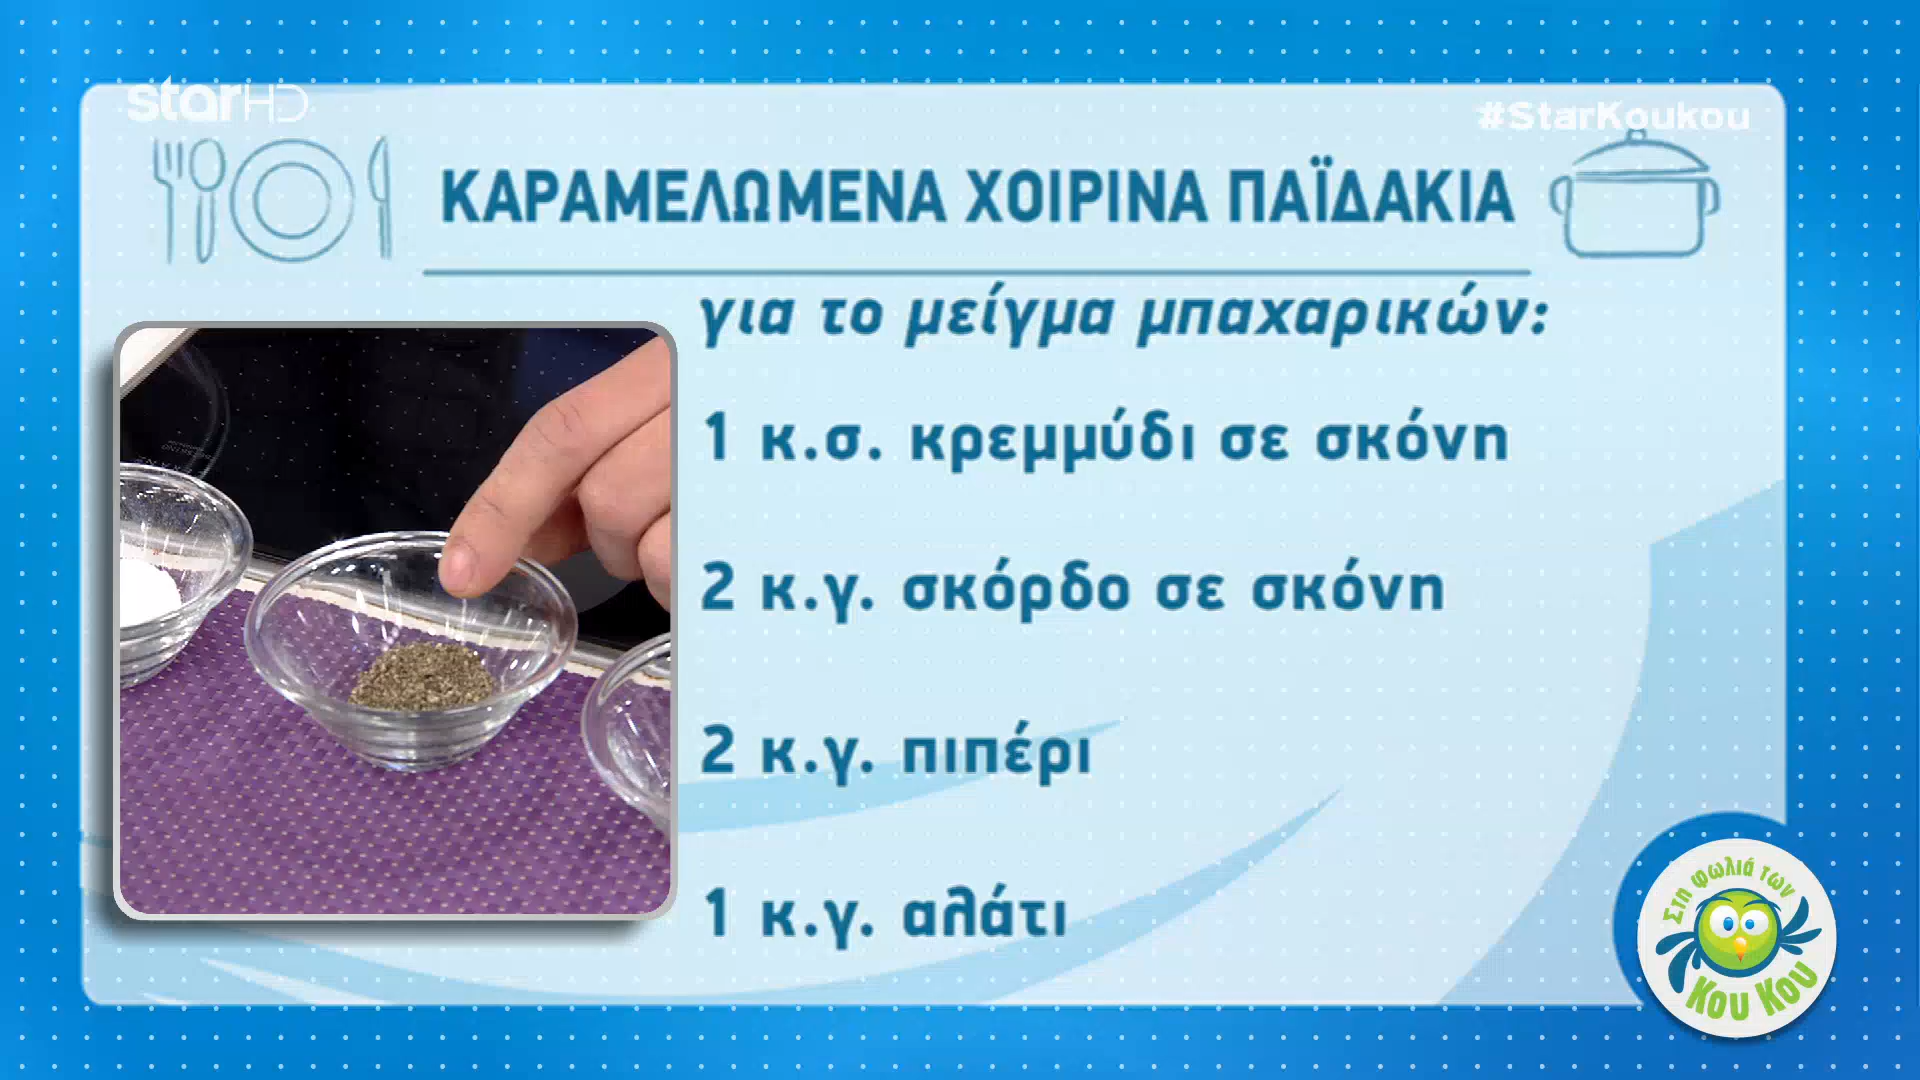 starHD
#StarKoukou
ΚΑΡΑΜΕΛΩΜΕΝΑ ΧΟΙΡΙΝΑ ΠΑΪΔΑΚΙΑ
για το μείγμα μπαχαρικών:
1 κ.σ. κρεμμύδι σε σκόνη
2 κ.γ. σκόρδο σε σκόνη
2 κ.γ. πιπέρι
1 κ.γ. αλάτι
Στη φωλιά των
Κου Κου